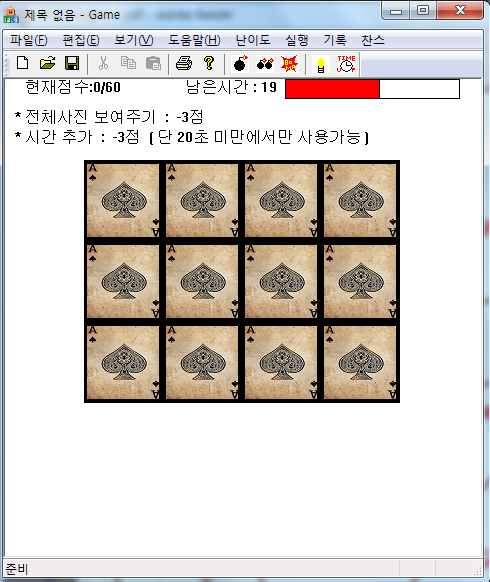 제목 없음 - Game
파일(F) 편집(E) 보기(V) 도움말(H) 난이도 실행 기록 찬스
현재점수:0/60 남은시간 : 19
* 전체사진 보여주기 : -3점
* 시간 추가 : -3점 ( 단 20초 미만에서만 사용가능 )
A A A A
A A A A
A A A A
A A A A
A A A A
A A A A
준비